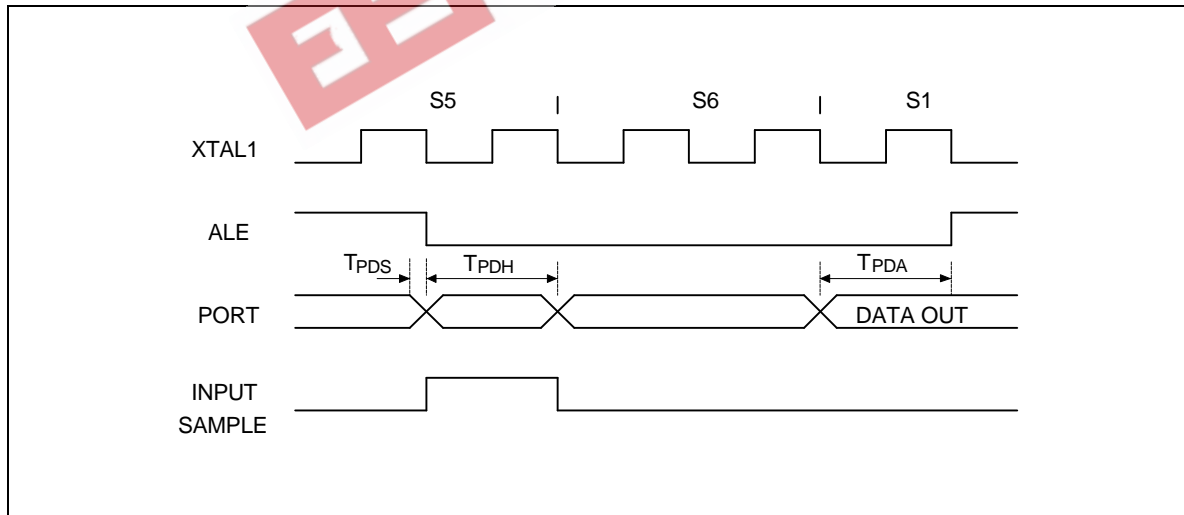 S5 S6 S1
XTAL1
ALE
TPDS TPDH TPDA
PORT DATA OUT
INPUT
SAMPLE